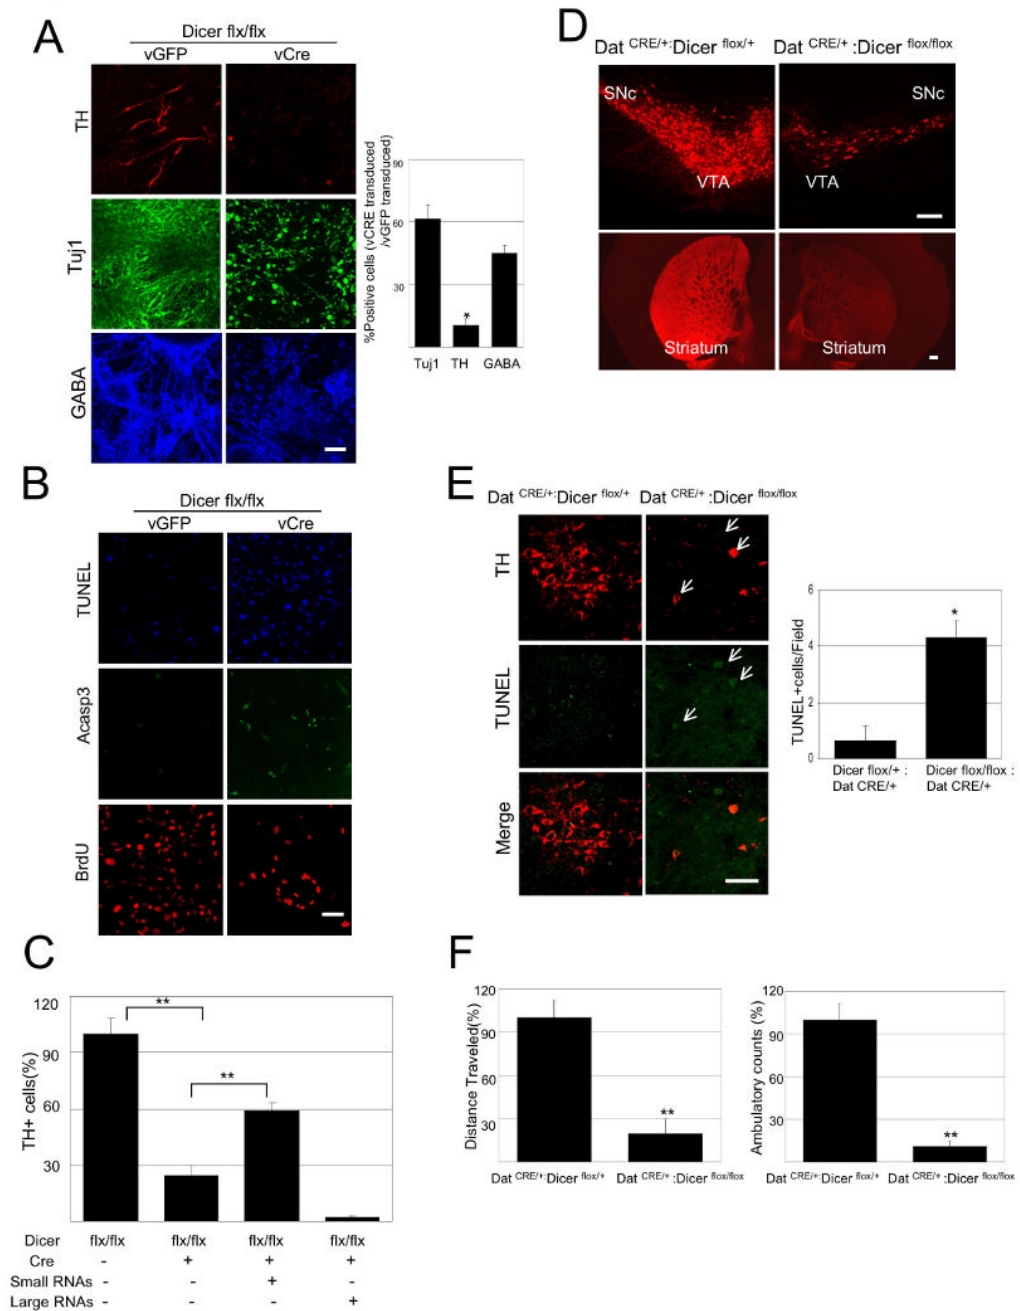 A
Dicer flx/flx
vGFP vCre
TH
Tuj1
GABA
%Positive cells (vCRE transduced
/vGFP transduced)
90
60
30
*
Tuj1 TH GABA
B
Dicer flx/flx
vGFP vCre
TUNEL
Acasp3
BrdU
C
TH+ cells(%)
120
90
60
30
**
**
Dicer flx/flx flx/flx flx/flx flx/flx
Cre - + + +
Small RNAs - - + -
Large RNAs - - - +
D
Dat CRE/+:Dicer flox/+ Dat CRE/+ :Dicer flox/flox
SNc SNc
VTA VTA
Striatum Striatum
E
Dat CRE/+:Dicer flox/+ Dat CRE/+ :Dicer flox/flox
TH
TUNEL
Merge
TUNEL+cells/Field
6
4
2
0
*
Dicer flox/+ : Dicer flox/flox :
Dat CRE/+ Dat CRE/+
F
Distance Traveled(%)
120
90
60
30
**
Dat CRE/+:Dicer flox/+ Dat CRE/+ :Dicer flox/flox
Ambulatory counts (%)
120
90
60
30
**
Dat CRE/+:Dicer flox/+ Dat CRE/+ :Dicer flox/flox